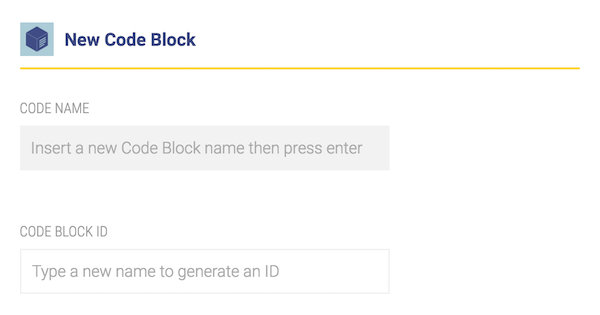 New Code Block
CODE NAME
Insert a new Code Block name then press enter
CODE BLOCK ID
Type a new name to generate an ID